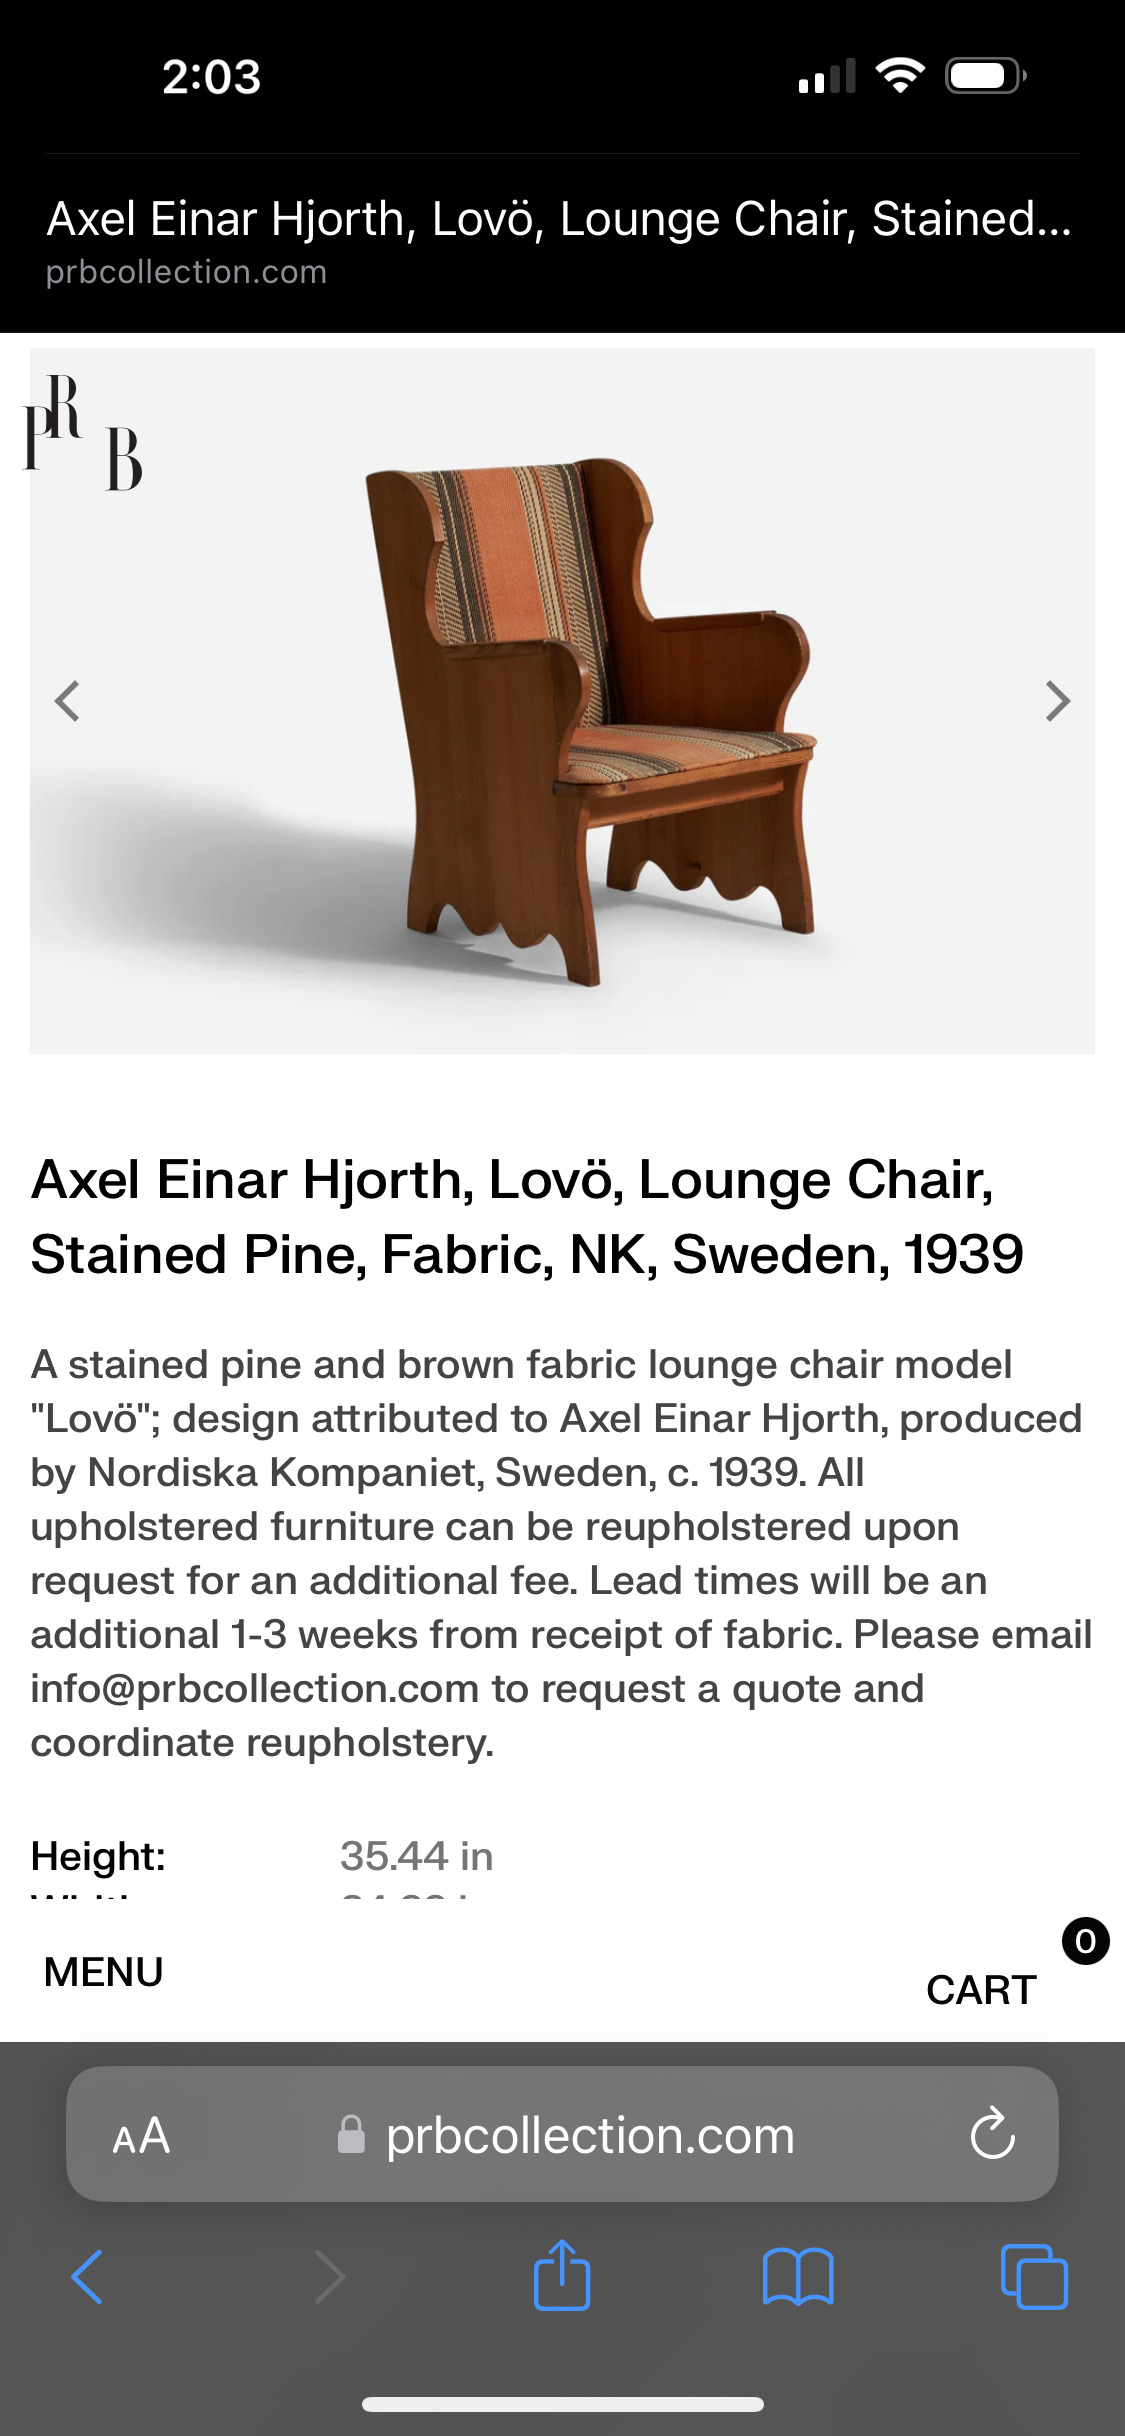 2:03
Axel Einar Hjorth, Lovö, Lounge Chair, Stained...
prbcollection.com
PRB
Axel Einar Hjorth, Lovö, Lounge Chair,
Stained Pine, Fabric, NK, Sweden, 1939
A stained pine and brown fabric lounge chair model
"Lovö"; design attributed to Axel Einar Hjorth, produced
by Nordiska Kompaniet, Sweden, c. 1939. All
upholstered furniture can be reupholstered upon
request for an additional fee. Lead times will be an
additional 1-3 weeks from receipt of fabric. Please email
info@prbcollection.com to request a quote and
coordinate reupholstery.
Height: 35.44 in
0
MENU
CART
AA prbcollection.com